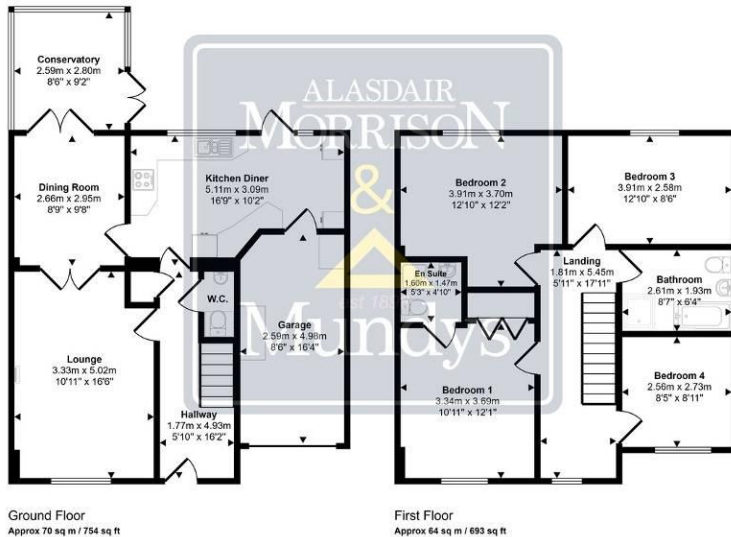 Conservatory
2.59m x 2.80m
8'6" x 9'2"
Dining Room
2.66m x 2.95m
8'9" x 9'8"
Kitchen Diner
5.11m x 3.09m
16'9" x 10'2"
W.C.
Lounge
3.33m x 5.02m
10'11" x 16'6"
Hallway
1.77m x 4.93m
5'10" x 16'2"
Garage
2.59m x 4.98m
8'6" x 16'4"
Ground Floor
Approx 70 sq m / 754 sq ft
Bedroom 2
3.91m x 3.70m
12'10" x 12'2"
Bedroom 3
3.91m x 2.58m
12'10" x 8'6"
En Suite
1.60m x 1.47m
5'3" x 4'10"
Landing
1.81m x 5.45m
5'11" x 17'11"
Bathroom
2.61m x 1.93m
8'7" x 6'4"
Bedroom 1
3.34m x 3.69m
10'11" x 12'1"
Bedroom 4
2.56m x 2.73m
8'5" x 8'11"
First Floor
Approx 64 sq m / 693 sq ft
ALASDAIR
MORRISON
&
Mundys